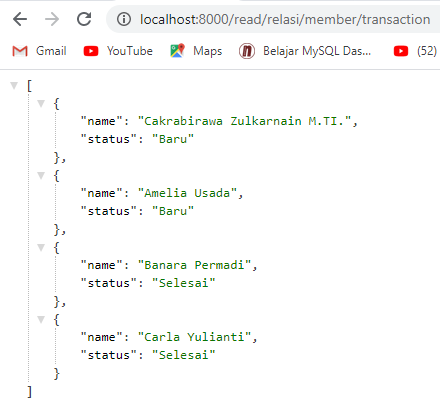 localhost:8000/read/relasi/member/transaction
Gmail YouTube Maps Belajar MySQL Das... (52)
[
{
"name": "Cakrabirawa Zulkarnain M.TI.",
"status": "Baru"
},
{
"name": "Amelia Usada",
"status": "Baru"
},
{
"name": "Banara Permadi",
"status": "Selesai"
},
{
"name": "Carla Yulianti",
"status": "Selesai"
}
]